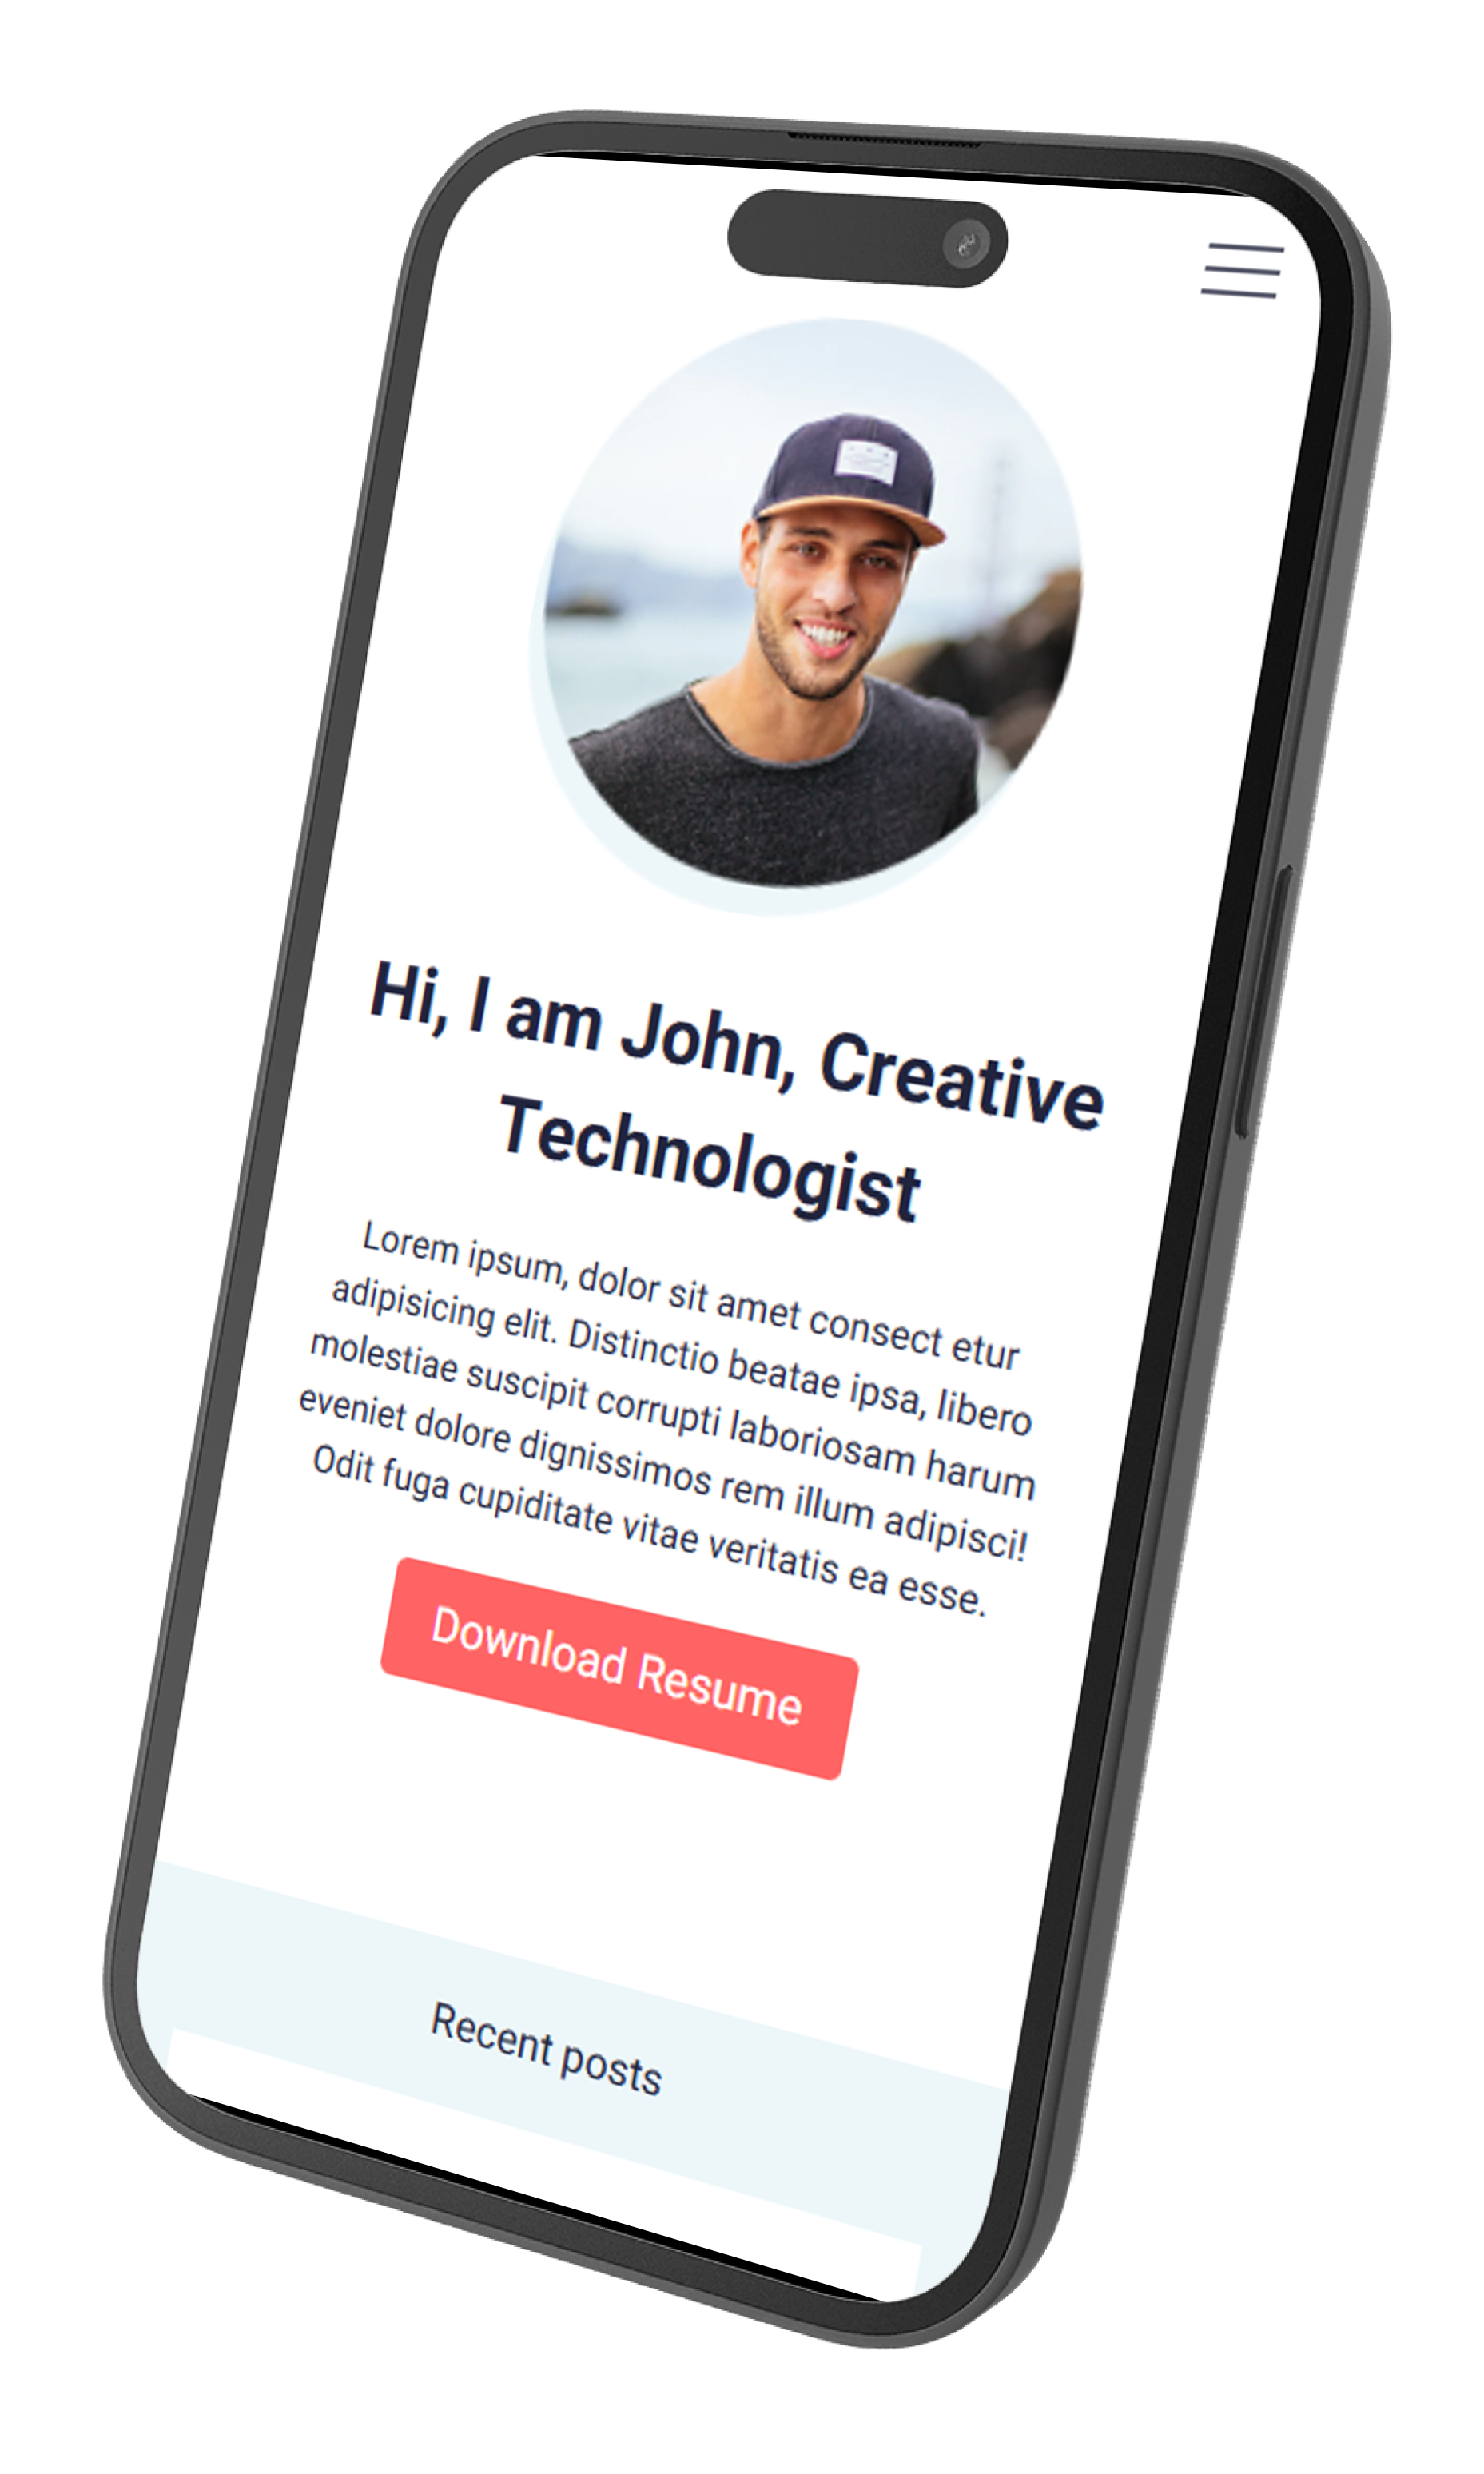 Hi, I am John, Creative
Technologist
Lorem ipsum, dolor sit amet consect etur
adipisicing elit. Distinctio beatae ipsa, libero
molestiae suscipit corrupti laboriosam harum
eveniet dolore dignissimos rem illum adipisci!
Odit fuga cupiditate vitae veritatis ea esse.
Download Resume
Recent posts